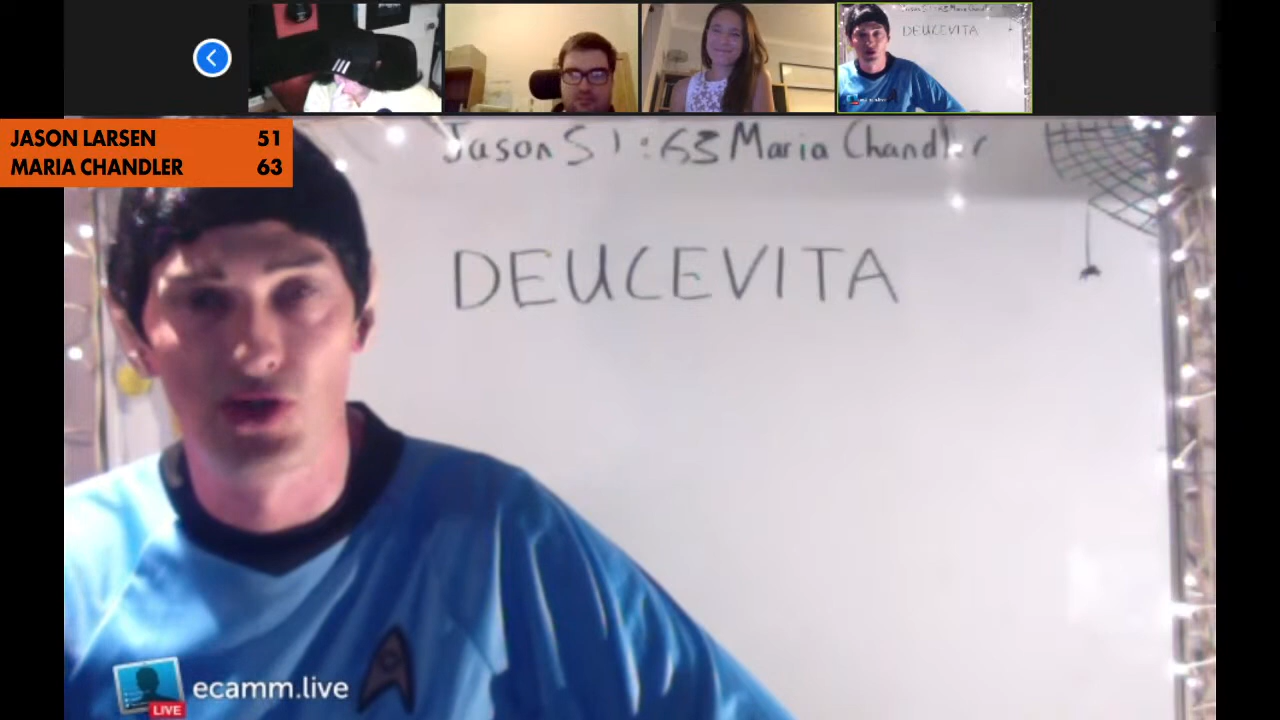 JASON LARSEN 51
MARIA CHANDLER 63
Jason 51:63 Maria Chandler
DEUCEVITA
ecamm.live
LIVE